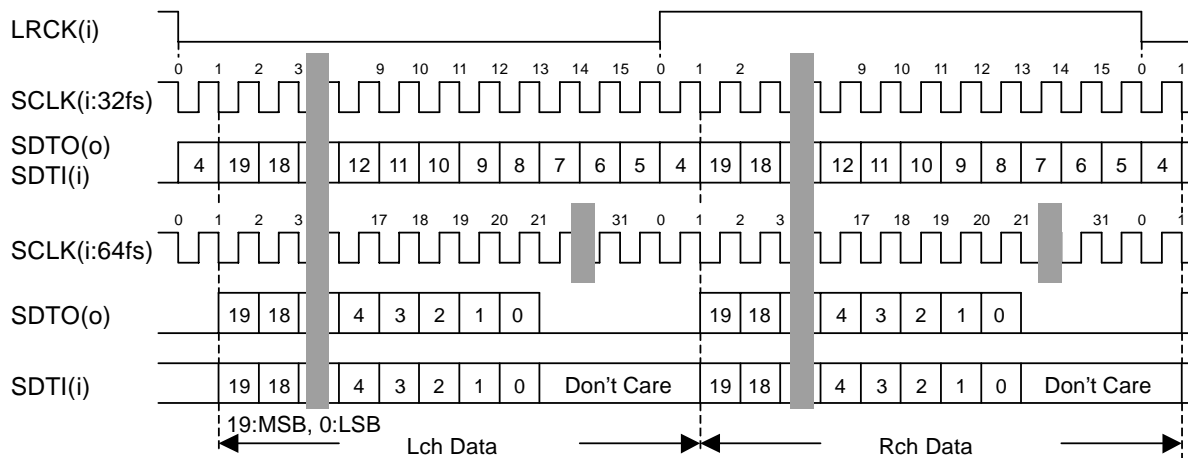 LRCK(i)
0 1 2 3 9 10 11 12 13 14 15 0 1 2 9 10 11 12 13 14 15 0 1
SCLK(i:32fs)
SDTO(o)
SDTI(i)
4 19 18 12 11 10 9 8 7 6 5 4 19 18 12 11 10 9 8 7 6 5 4
0 1 2 3 17 18 19 20 21 31 0 1 2 3 17 18 19 20 21 31 0 1
SCLK(i:64fs)
SDTO(o) 19 18 4 3 2 1 0 19 18 4 3 2 1 0
SDTI(i) 19 18 4 3 2 1 0 Don't Care 19 18 4 3 2 1 0 Don't Care
19:MSB, 0:LSB
Lch Data Rch Data